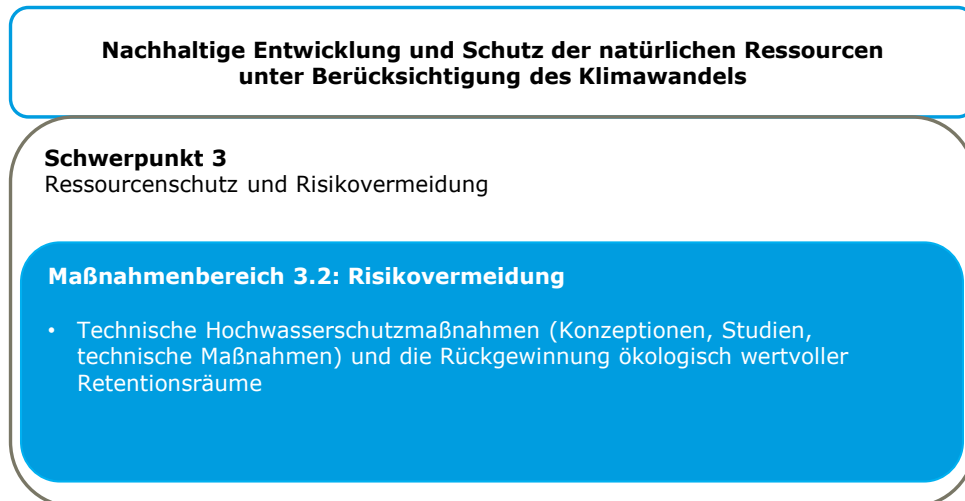 Nachhaltige Entwicklung und Schutz der natürlichen Ressourcen
unter Berücksichtigung des Klimawandels
Schwerpunkt 3
Ressourcenschutz und Risikovermeidung
Maßnahmenbereich 3.2: Risikovermeidung
• Technische Hochwasserschutzmaßnahmen (Konzeptionen, Studien,
technische Maßnahmen) und die Rückgewinnung ökologisch wertvoller
Retentionsräume